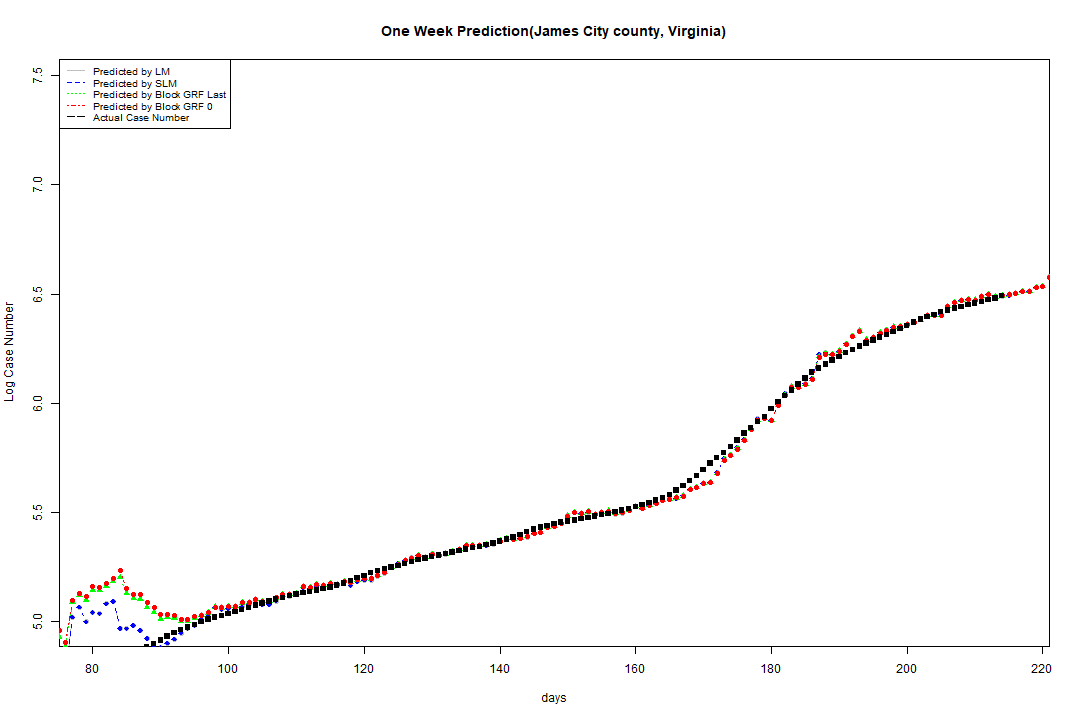 One Week Prediction(James City county, Virginia)
Predicted by LM
Predicted by SLM
Predicted by Block GRF Last
Predicted by Block GRF 0
Actual Case Number
7.5
7.0
6.5
6.0
5.5
5.0
Log Case Number
80 100 120 140 160 180 200 220
days